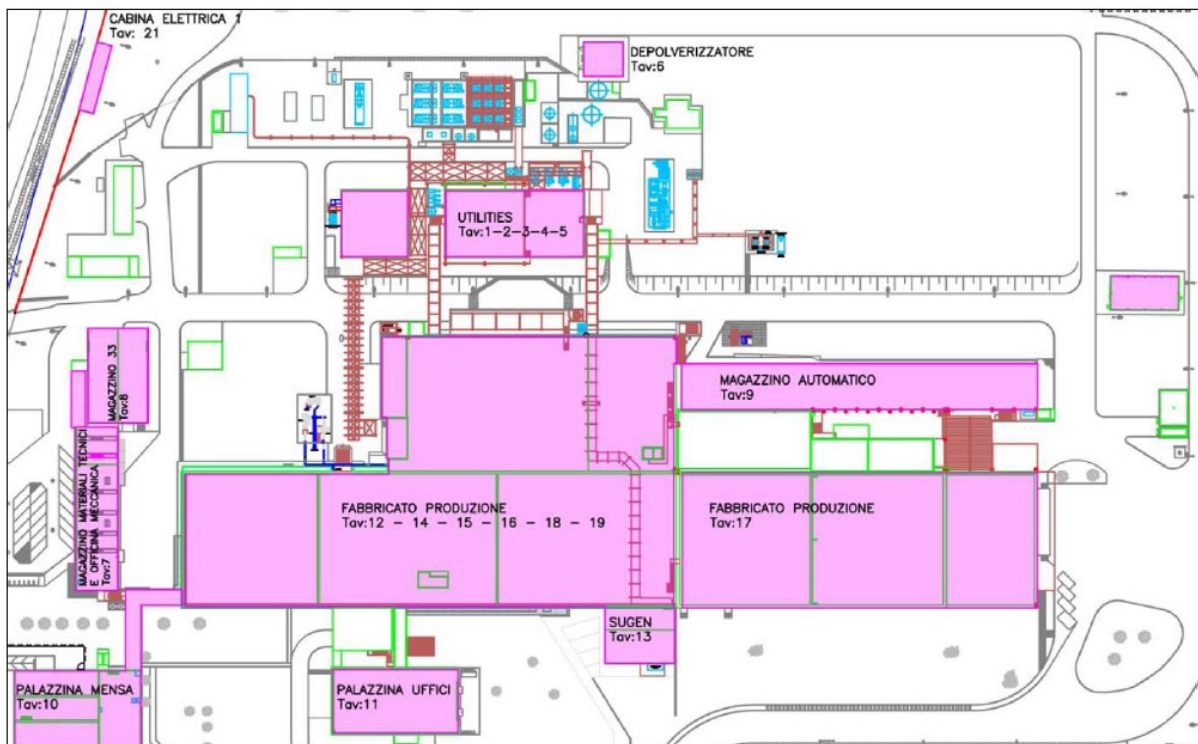 CABINA ELETTRICA 1
Tav: 21
DEPOLVERIZZATORE
Tav:6
UTILITIES
Tav:1-2-3-4-5
MAGAZZINO 33
Tav:8
MAGAZZINO AUTOMATICO
Tav:9
MAGAZZINO MATERIALI TECNICI
E OFFICINA MECCANICA
Tav:7
FABBRICATO PRODUZIONE
Tav:12 - 14 - 15 - 16 - 18 - 19
FABBRICATO PRODUZIONE
Tav:17
SUGEN
Tav:13
PALAZZINA MENSA
Tav:10
PALAZZINA UFFICI
Tav:11